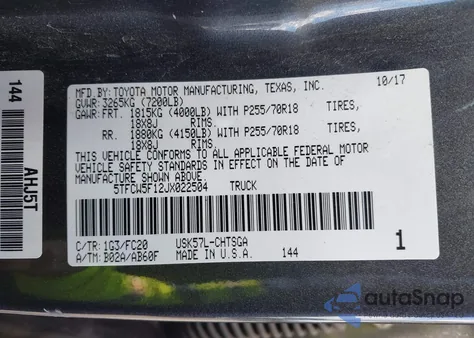 MFD.BY: TOYOTA MOTOR MANUFACTURING, TEXAS, INC. 10/17
GVWR: 3265KG (7200LB)
GAWR: FRT. 1815KG (4000LB) WITH P255/70R18 TIRES,
18X8J RIMS.
RR. 1880KG (4150LB) WITH P255/70R18 TIRES,
18X8J RIMS.
THIS VEHICLE CONFORMS TO ALL APPLICABLE FEDERAL MOTOR
VEHICLE SAFETY STANDARDS IN EFFECT ON THE DATE OF
MANUFACTURE SHOWN ABOVE.
5TFCW5F12JX022504 TRUCK
C/TR: 1G3/FC20 USK57L-CHTSGA 1
A/TM: B02A/AB60F MADE IN U.S.A. 144
144
AHJ5T
autoSnap